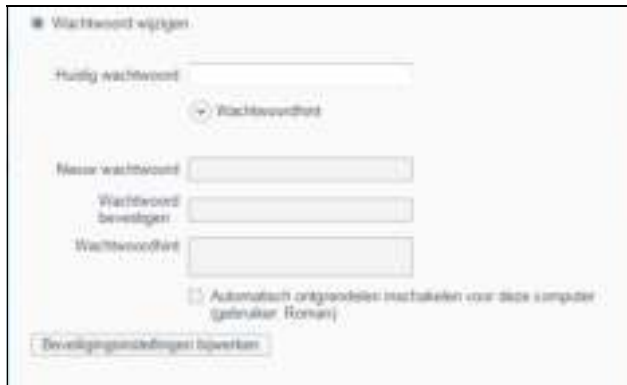 Wachtwoord wijzigen
Huidig wachtwoord
Wachtwoordhint
Nieuw wachtwoord
Wachtwoord
bevestigen
Wachtwoordhint
Automatisch ontgrendelen inschakelen voor deze computer
(gebruiker: Roman)
Beveiligingsinstellingen bijwerken